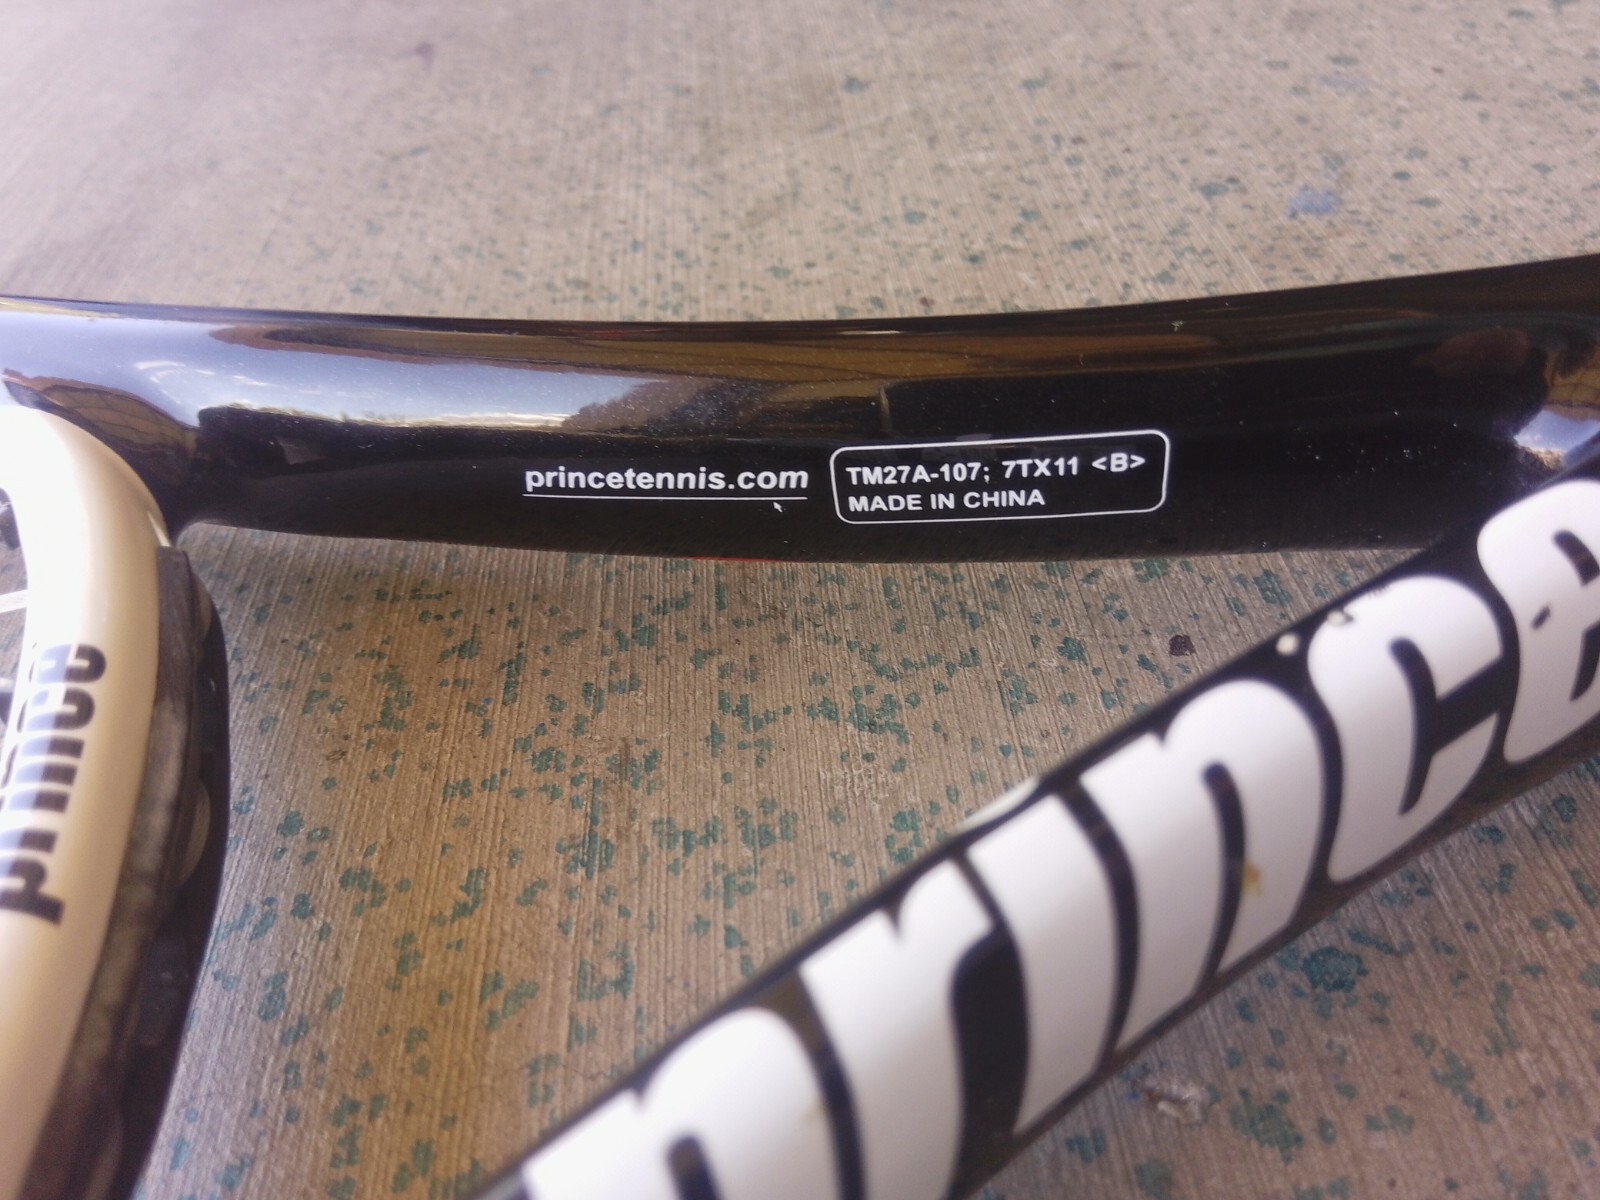 princetennis.com
TM27A-107; 7TX11 <B>
MADE IN CHINA
prince
prince